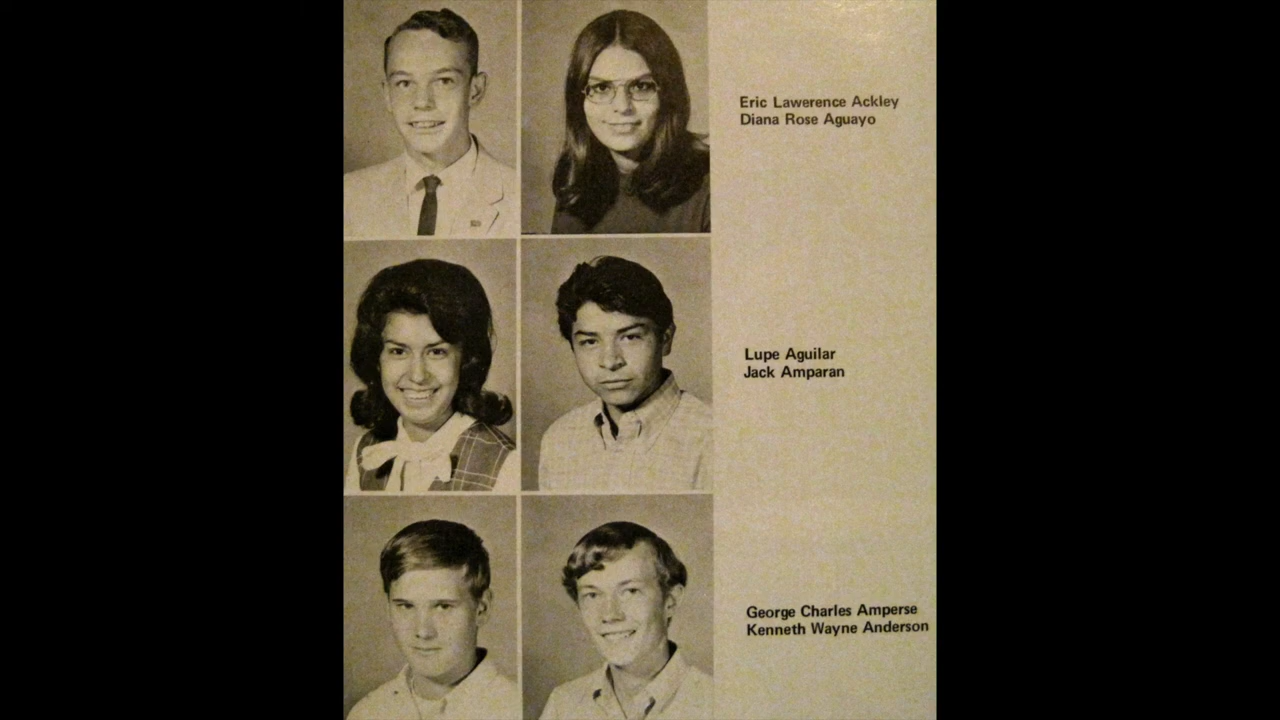 Eric Lawerence Ackley
Diana Rose Aguayo
Lupe Aguilar
Jack Amparan
George Charles Amperse
Kenneth Wayne Anderson